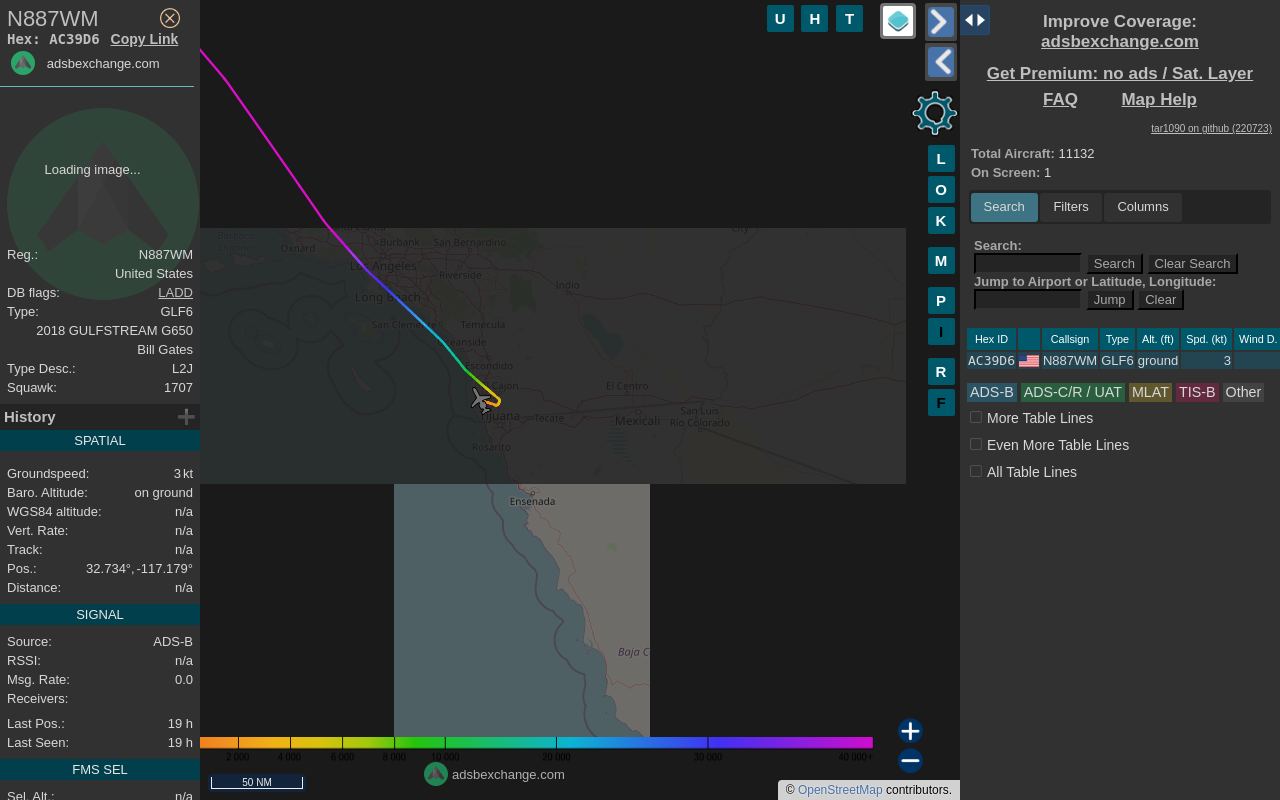 N887WM
Hex: AC39D6 Copy Link
adsbexchange.com
Loading image...
Reg.: N887WM
United States
DB flags: LADD
Type: GLF6
2018 GULFSTREAM G650
Bill Gates
Type Desc.: L2J
Squawk: 1707
History
SPATIAL
Groundspeed: 3 kt
Baro. Altitude: on ground
WGS84 altitude: n/a
Vert. Rate: n/a
Track: n/a
Pos.: 32.734°, -117.179°
Distance: n/a
SIGNAL
Source: ADS-B
RSSI: n/a
Msg. Rate: 0.0
Receivers:
Last Pos.: 19 h
Last Seen: 19 h
FMS SEL
Sel. Alt.: n/a
U H T
L
O
K
M
P
I
R
F
Oxnard
Burbank
San Bernardino
City
Los Angeles
Riverside
Indio
Long Beach
San Clemente
Temecula
Oceanside
Escondido
El Cajon
El Centro
Tijuana
Tecate
Mexicali
San Luis
Río Colorado
Rosarito
Ensenada
Baja C
2 000 4 000 6 000 8 000 10 000 20 000 30 000 40 000+
50 NM
adsbexchange.com
© OpenStreetMap contributors.
Improve Coverage:
adsbexchange.com
Get Premium: no ads / Sat. Layer
FAQ Map Help
tar1090 on github (220723)
Total Aircraft: 11132
On Screen: 1
Search Filters Columns
Search:
Search Clear Search
Jump to Airport or Latitude, Longitude:
Jump Clear
Hex ID Callsign Type Alt. (ft) Spd. (kt) Wind D.
AC39D6 N887WM GLF6 ground 3
ADS-B ADS-C/R / UAT MLAT TIS-B Other
More Table Lines
Even More Table Lines
All Table Lines